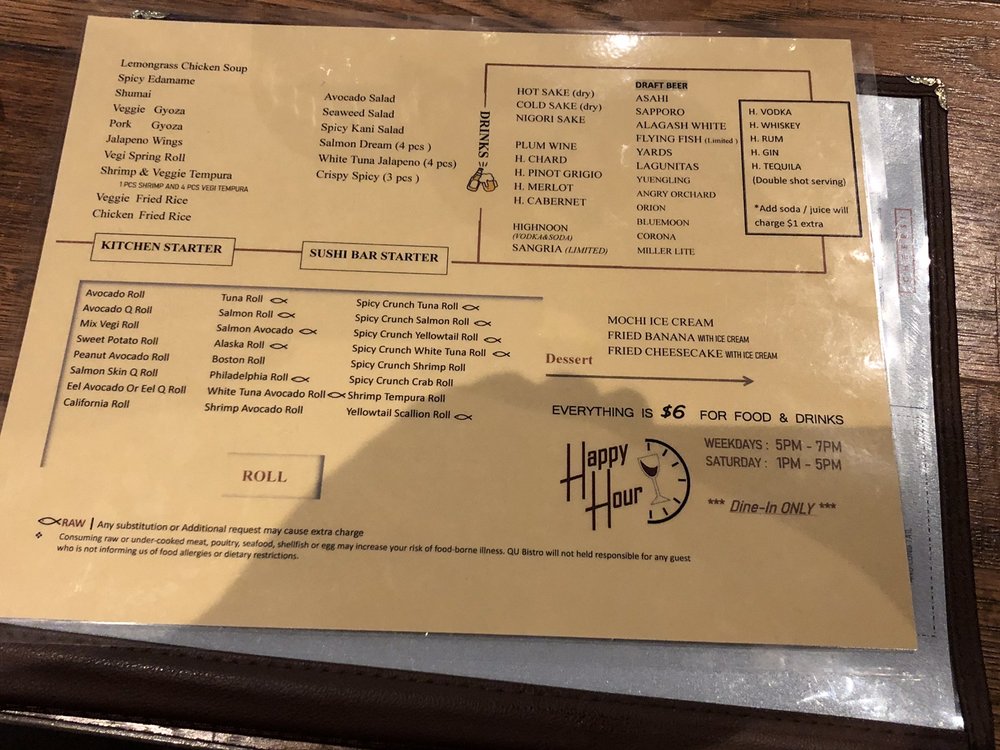 Lemongrass Chicken Soup
Spicy Edamame
Shumai
Veggie Gyoza
Pork Gyoza
Jalapeno Wings
Vegi Spring Roll
Shrimp & Veggie Tempura
1 PCS SHRIMP AND 4 PCS VEGI TEMPURA
Veggie Fried Rice
Chicken Fried Rice
KITCHEN STARTER
Avocado Salad
Seaweed Salad
Spicy Kani Salad
Salmon Dream (4 pcs )
White Tuna Jalapeno (4 pcs)
Crispy Spicy (3 pcs )
SUSHI BAR STARTER
DRINKS
HOT SAKE (dry)
COLD SAKE (dry)
NIGORI SAKE
PLUM WINE
H. CHARD
H. PINOT GRIGIO
H. MERLOT
H. CABERNET
HIGHNOON
(VODKA&SODA)
SANGRIA (LIMITED)
DRAFT BEER
ASAHI
SAPPORO
ALAGASH WHITE
FLYING FISH (Limited )
YARDS
LAGUNITAS
YUENGLING
ANGRY ORCHARD
ORION
BLUEMOON
CORONA
MILLER LITE
H. VODKA
H. WHISKEY
H. RUM
H. GIN
H. TEQUILA
(Double shot serving)
*Add soda / juice will
charge $1 extra
Avocado Roll
Avocado Q Roll
Mix Vegi Roll
Sweet Potato Roll
Peanut Avocado Roll
Salmon Skin Q Roll
Eel Avocado Or Eel Q Roll
California Roll
Tuna Roll
Salmon Roll
Salmon Avocado
Alaska Roll
Boston Roll
Philadelphia Roll
White Tuna Avocado Roll
Shrimp Avocado Roll
Spicy Crunch Tuna Roll
Spicy Crunch Salmon Roll
Spicy Crunch Yellowtail Roll
Spicy Crunch White Tuna Roll
Spicy Crunch Shrimp Roll
Spicy Crunch Crab Roll
Shrimp Tempura Roll
Yellowtail Scallion Roll
ROLL
Dessert
MOCHI ICE CREAM
FRIED BANANA WITH ICE CREAM
FRIED CHEESECAKE WITH ICE CREAM
EVERYTHING IS $6 FOR FOOD & DRINKS
Happy
Hour
WEEKDAYS : 5PM - 7PM
SATURDAY : 1PM - 5PM
*** Dine-In ONLY ***
RAW | Any substitution or Additional request may cause extra charge
❖ Consuming raw or under-cooked meat, poultry, seafood, shellfish or egg may increase your risk of food-borne illness. QU Bistro will not held responsible for any guest
who is not informing us of food allergies or dietary restrictions.